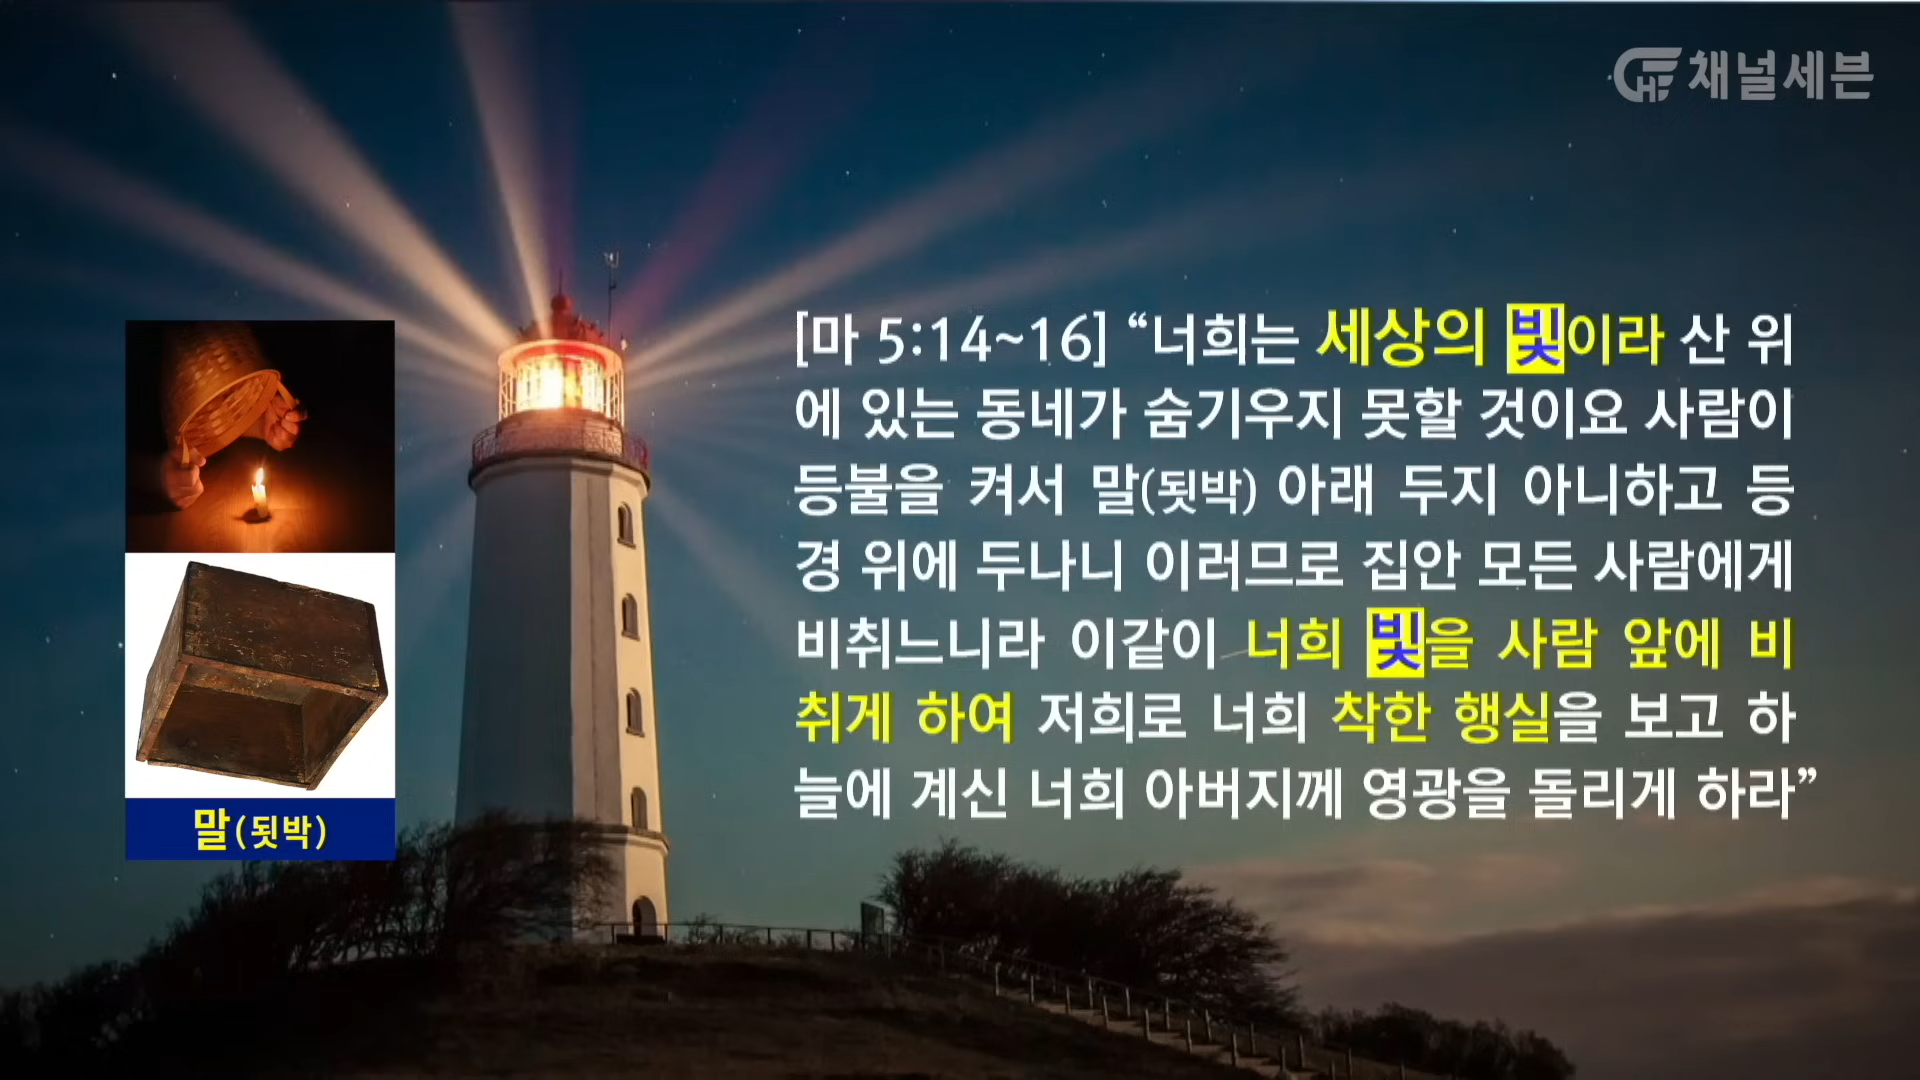 채널세븐
[마 5:14~16] “너희는 세상의 빛이라 산 위
에 있는 동네가 숨기우지 못할 것이요 사람이
등불을 켜서 말(됫박) 아래 두지 아니하고 등
경 위에 두나니 이러므로 집안 모든 사람에게
비취느니라 이같이 너희 빛을 사람 앞에 비
취게 하여 저희로 너희 착한 행실을 보고 하
늘에 계신 너희 아버지께 영광을 돌리게 하라”
말(됫박)